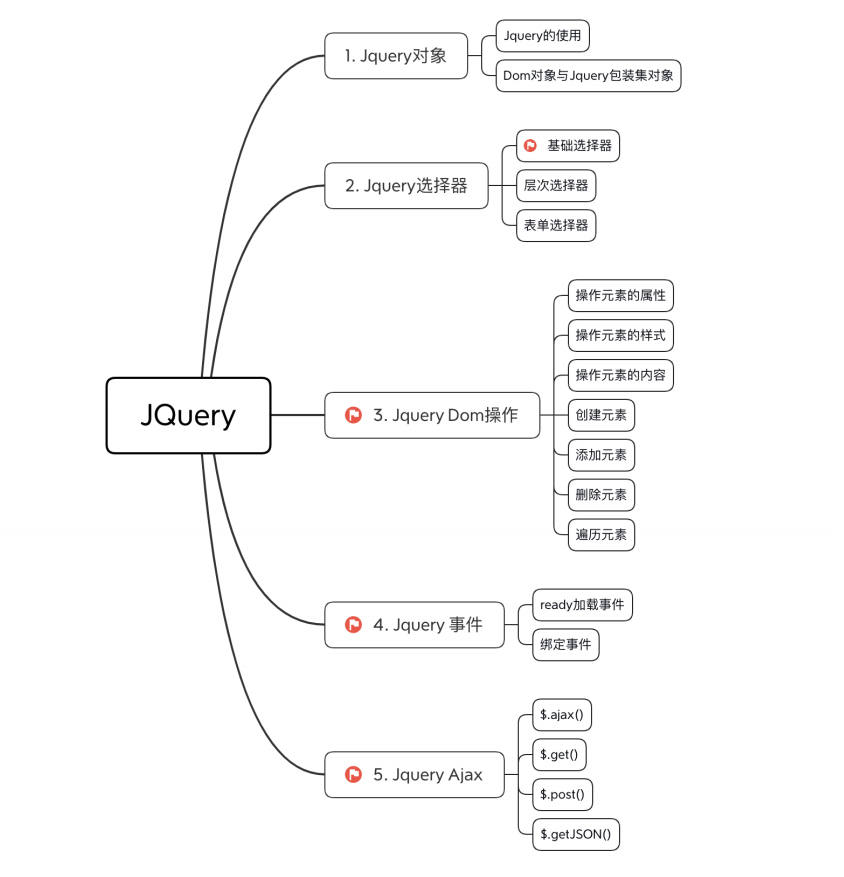 JQuery
1. Jquery对象
Jquery的使用
Dom对象与Jquery包装集对象
2. Jquery选择器
基础选择器
层次选择器
表单选择器
3. Jquery Dom操作
操作元素的属性
操作元素的样式
操作元素的内容
创建元素
添加元素
删除元素
遍历元素
4. Jquery 事件
ready加载事件
绑定事件
5. Jquery Ajax
$.ajax()
$.get()
$.post()
$.getJSON()